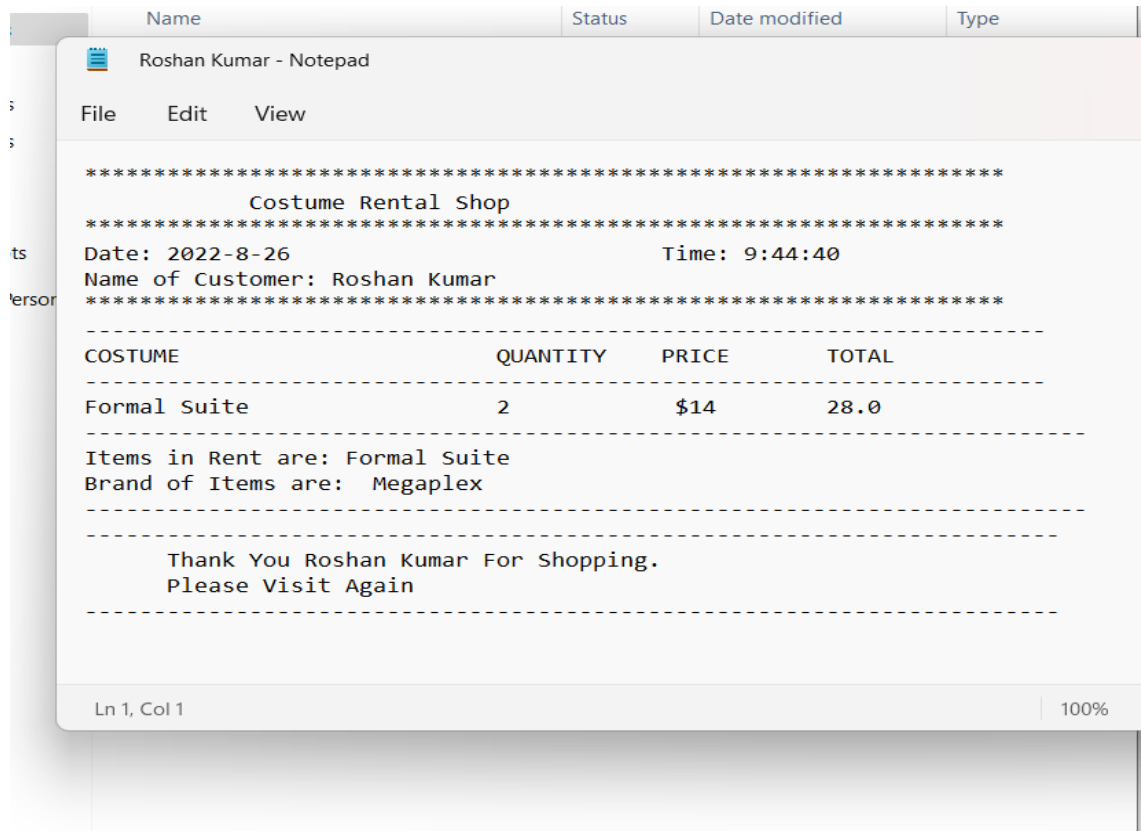 Name Status Date modified Type
Roshan Kumar - Notepad
File Edit View
*******************************************************************
Costume Rental Shop
*******************************************************************
Date: 2022-8-26 Time: 9:44:40
Name of Customer: Roshan Kumar
*******************************************************************
----------------------------------------------------------------------
COSTUME QUANTITY PRICE TOTAL
----------------------------------------------------------------------
Formal Suite 2 $14 28.0
-------------------------------------------------------------------------
Items in Rent are: Formal Suite
Brand of Items are: Megaplex
-------------------------------------------------------------------------
-----------------------------------------------------------------------
Thank You Roshan Kumar For Shopping.
Please Visit Again
-----------------------------------------------------------------------
Ln 1, Col 1 100%